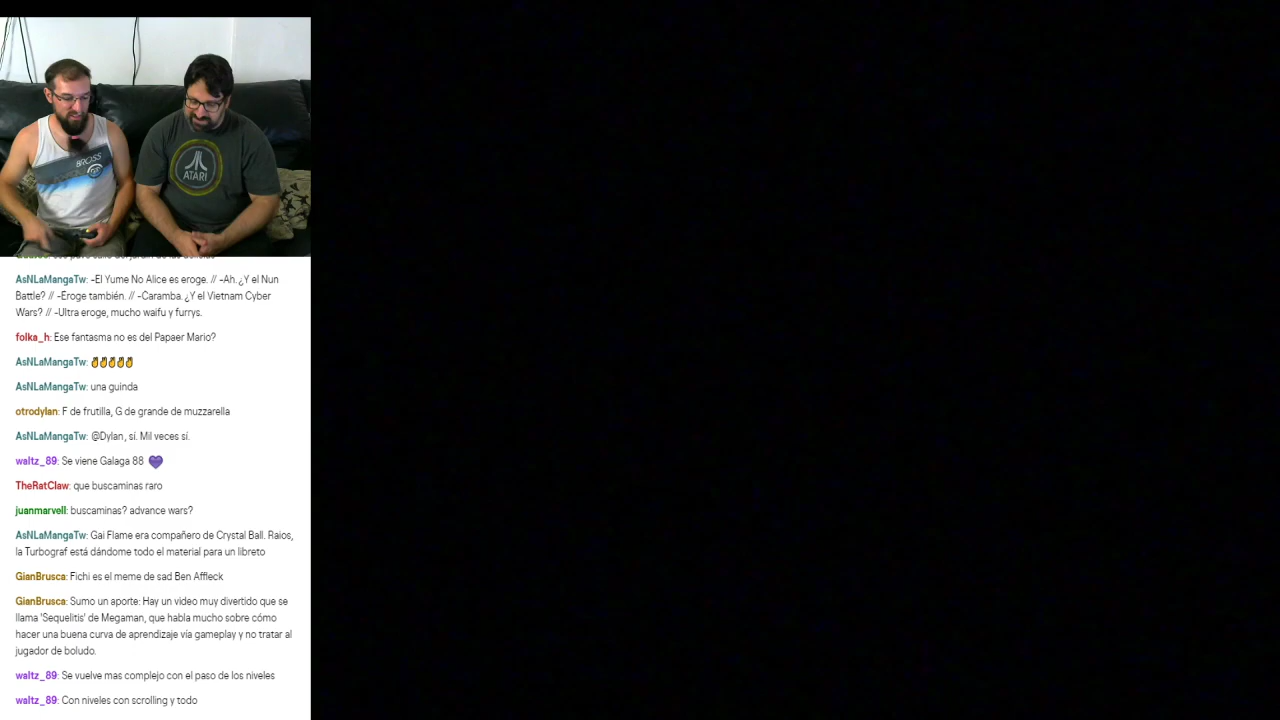 BROSS
ATARI
AsNLaMangaTw: -El Yume No Alice es eroge. // -Ah. ¿Y el Nun
Battle? // -Eroge también. // -Caramba. ¿Y el Vietnam Cyber
Wars? // -Ultra eroge, mucho waifu y furrys.
folka_h: Ese fantasma no es del Papaer Mario?
AsNLaMangaTw: ✌✌✌✌✌
AsNLaMangaTw: una guinda
otrodylan: F de frutilla, G de grande de muzzarella
AsNLaMangaTw: @Dylan, sí. Mil veces sí.
waltz_89: Se viene Galaga 88 💜
TheRatClaw: que buscaminas raro
juanmarvell: buscaminas? advance wars?
AsNLaMangaTw: Gai Flame era compañero de Crystal Ball. Raios,
la Turbograf está dándome todo el material para un libreto
GianBrusca: Fichi es el meme de sad Ben Affleck
GianBrusca: Sumo un aporte: Hay un video muy divertido que se
llama 'Sequelitis' de Megaman, que habla mucho sobre cómo
hacer una buena curva de aprendizaje vía gameplay y no tratar al
jugador de boludo.
waltz_89: Se vuelve mas complejo con el paso de los niveles
waltz_89: Con niveles con scrolling y todo